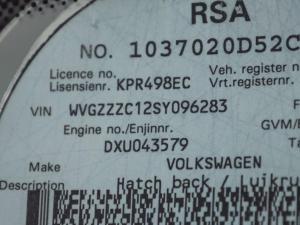 RSA
NO. 1037020D52C
Licence no. Veh. register n
Lisensienr. KPR498EC Vrt.registernr.
VIN WVGZZZC12SY096283
Engine no./Enjinnr. GVM/B
DXU043579 Ta
Make VOLKSWAGEN
Description Hatch back / Luikru